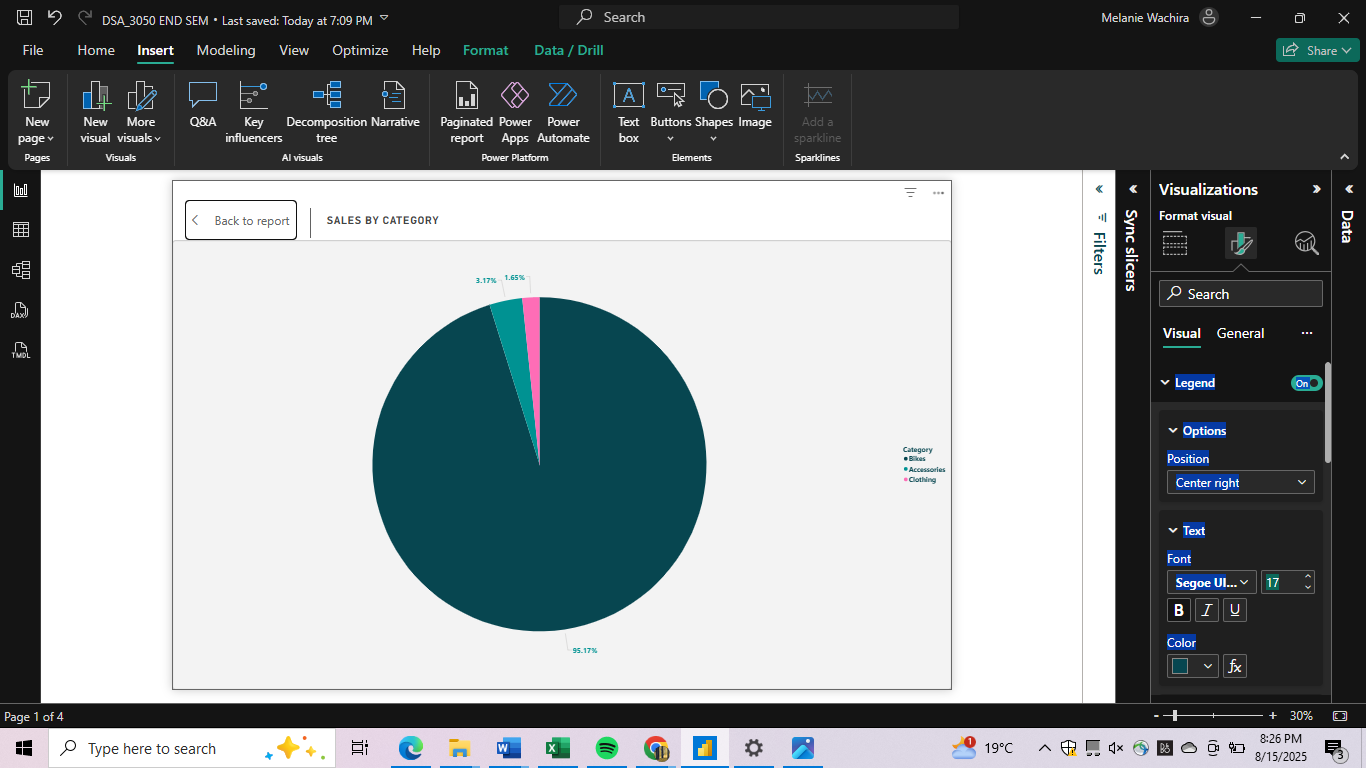 DSA_3050 END SEM • Last saved: Today at 7:09 PM
Search
Melanie Wachira
File Home Insert Modeling View Optimize Help Format Data / Drill
Share
New page
New visual
More visuals
Q&A
Key influencers
Decomposition tree
Narrative
Paginated report
Power Apps
Power Automate
Text box
Buttons
Shapes
Image
Add a sparkline
Pages
Visuals
AI visuals
Power Platform
Elements
Sparklines
DAX
TMDL
Back to report
SALES BY CATEGORY
3.17%
1.65%
95.17%
Category
Bikes
Accessories
Clothing
Filters
Sync slicers
Visualizations
Format visual
Search
Visual General ...
Legend On
Options
Position
Center right
Text
Font
Segoe UI... 17
B I U
Color
fx
Data
Page 1 of 4
- + 30%
Type here to search
1
19°C
8:26 PM
8/15/2025
3